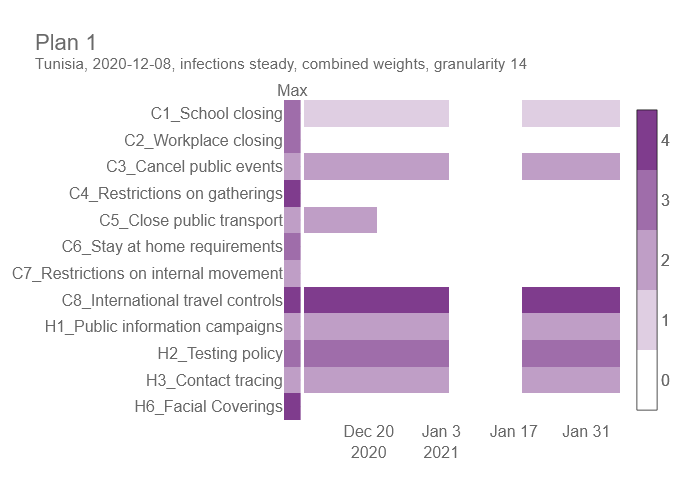 Plan 1
Tunisia, 2020-12-08, infections steady, combined weights, granularity 14
Max
C1_School closing
C2_Workplace closing
C3_Cancel public events
C4_Restrictions on gatherings
C5_Close public transport
C6_Stay at home requirements
C7_Restrictions on internal movement
C8_International travel controls
H1_Public information campaigns
H2_Testing policy
H3_Contact tracing
H6_Facial Coverings
4
3
2
1
0
Dec 20 Jan 3 Jan 17 Jan 31
2020 2021